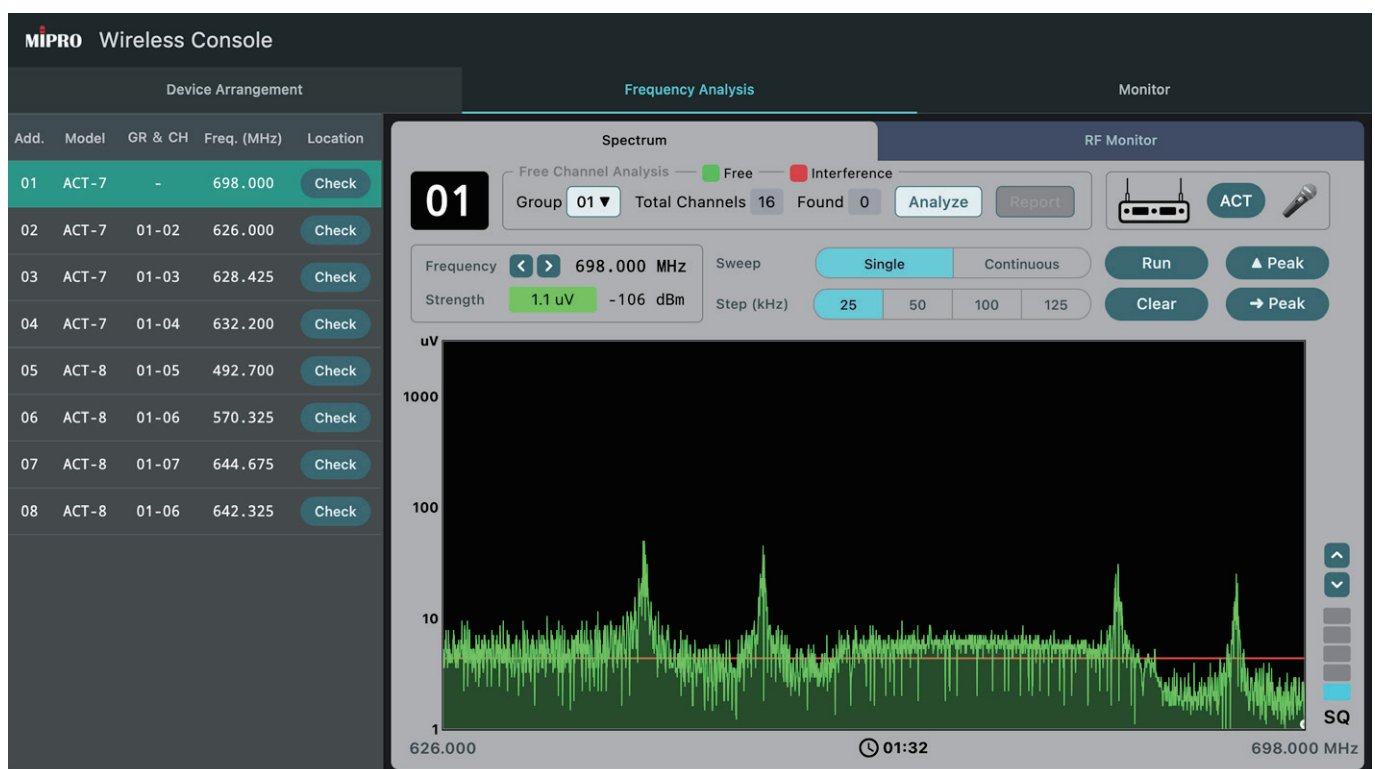 MIPRO Wireless Console
Device Arrangement Frequency Analysis Monitor
Add. Model GR & CH Freq. (MHz) Location
01 ACT-7 - 698.000 Check
02 ACT-7 01-02 626.000 Check
03 ACT-7 01-03 628.425 Check
04 ACT-7 01-04 632.200 Check
05 ACT-8 01-05 492.700 Check
06 ACT-8 01-06 570.325 Check
07 ACT-8 01-07 644.675 Check
08 ACT-8 01-06 642.325 Check
Spectrum RF Monitor
01
Free Channel Analysis Free Interference
Group 01 ▼ Total Channels 16 Found 0 Analyze Report
ACT
Frequency < > 698.000 MHz
Strength 1.1 uV -106 dBm
Sweep Single Continuous
Step (kHz) 25 50 100 125
Run ▲ Peak
Clear → Peak
uV
1000
100
10
1
SQ
626.000 01:32 698.000 MHz